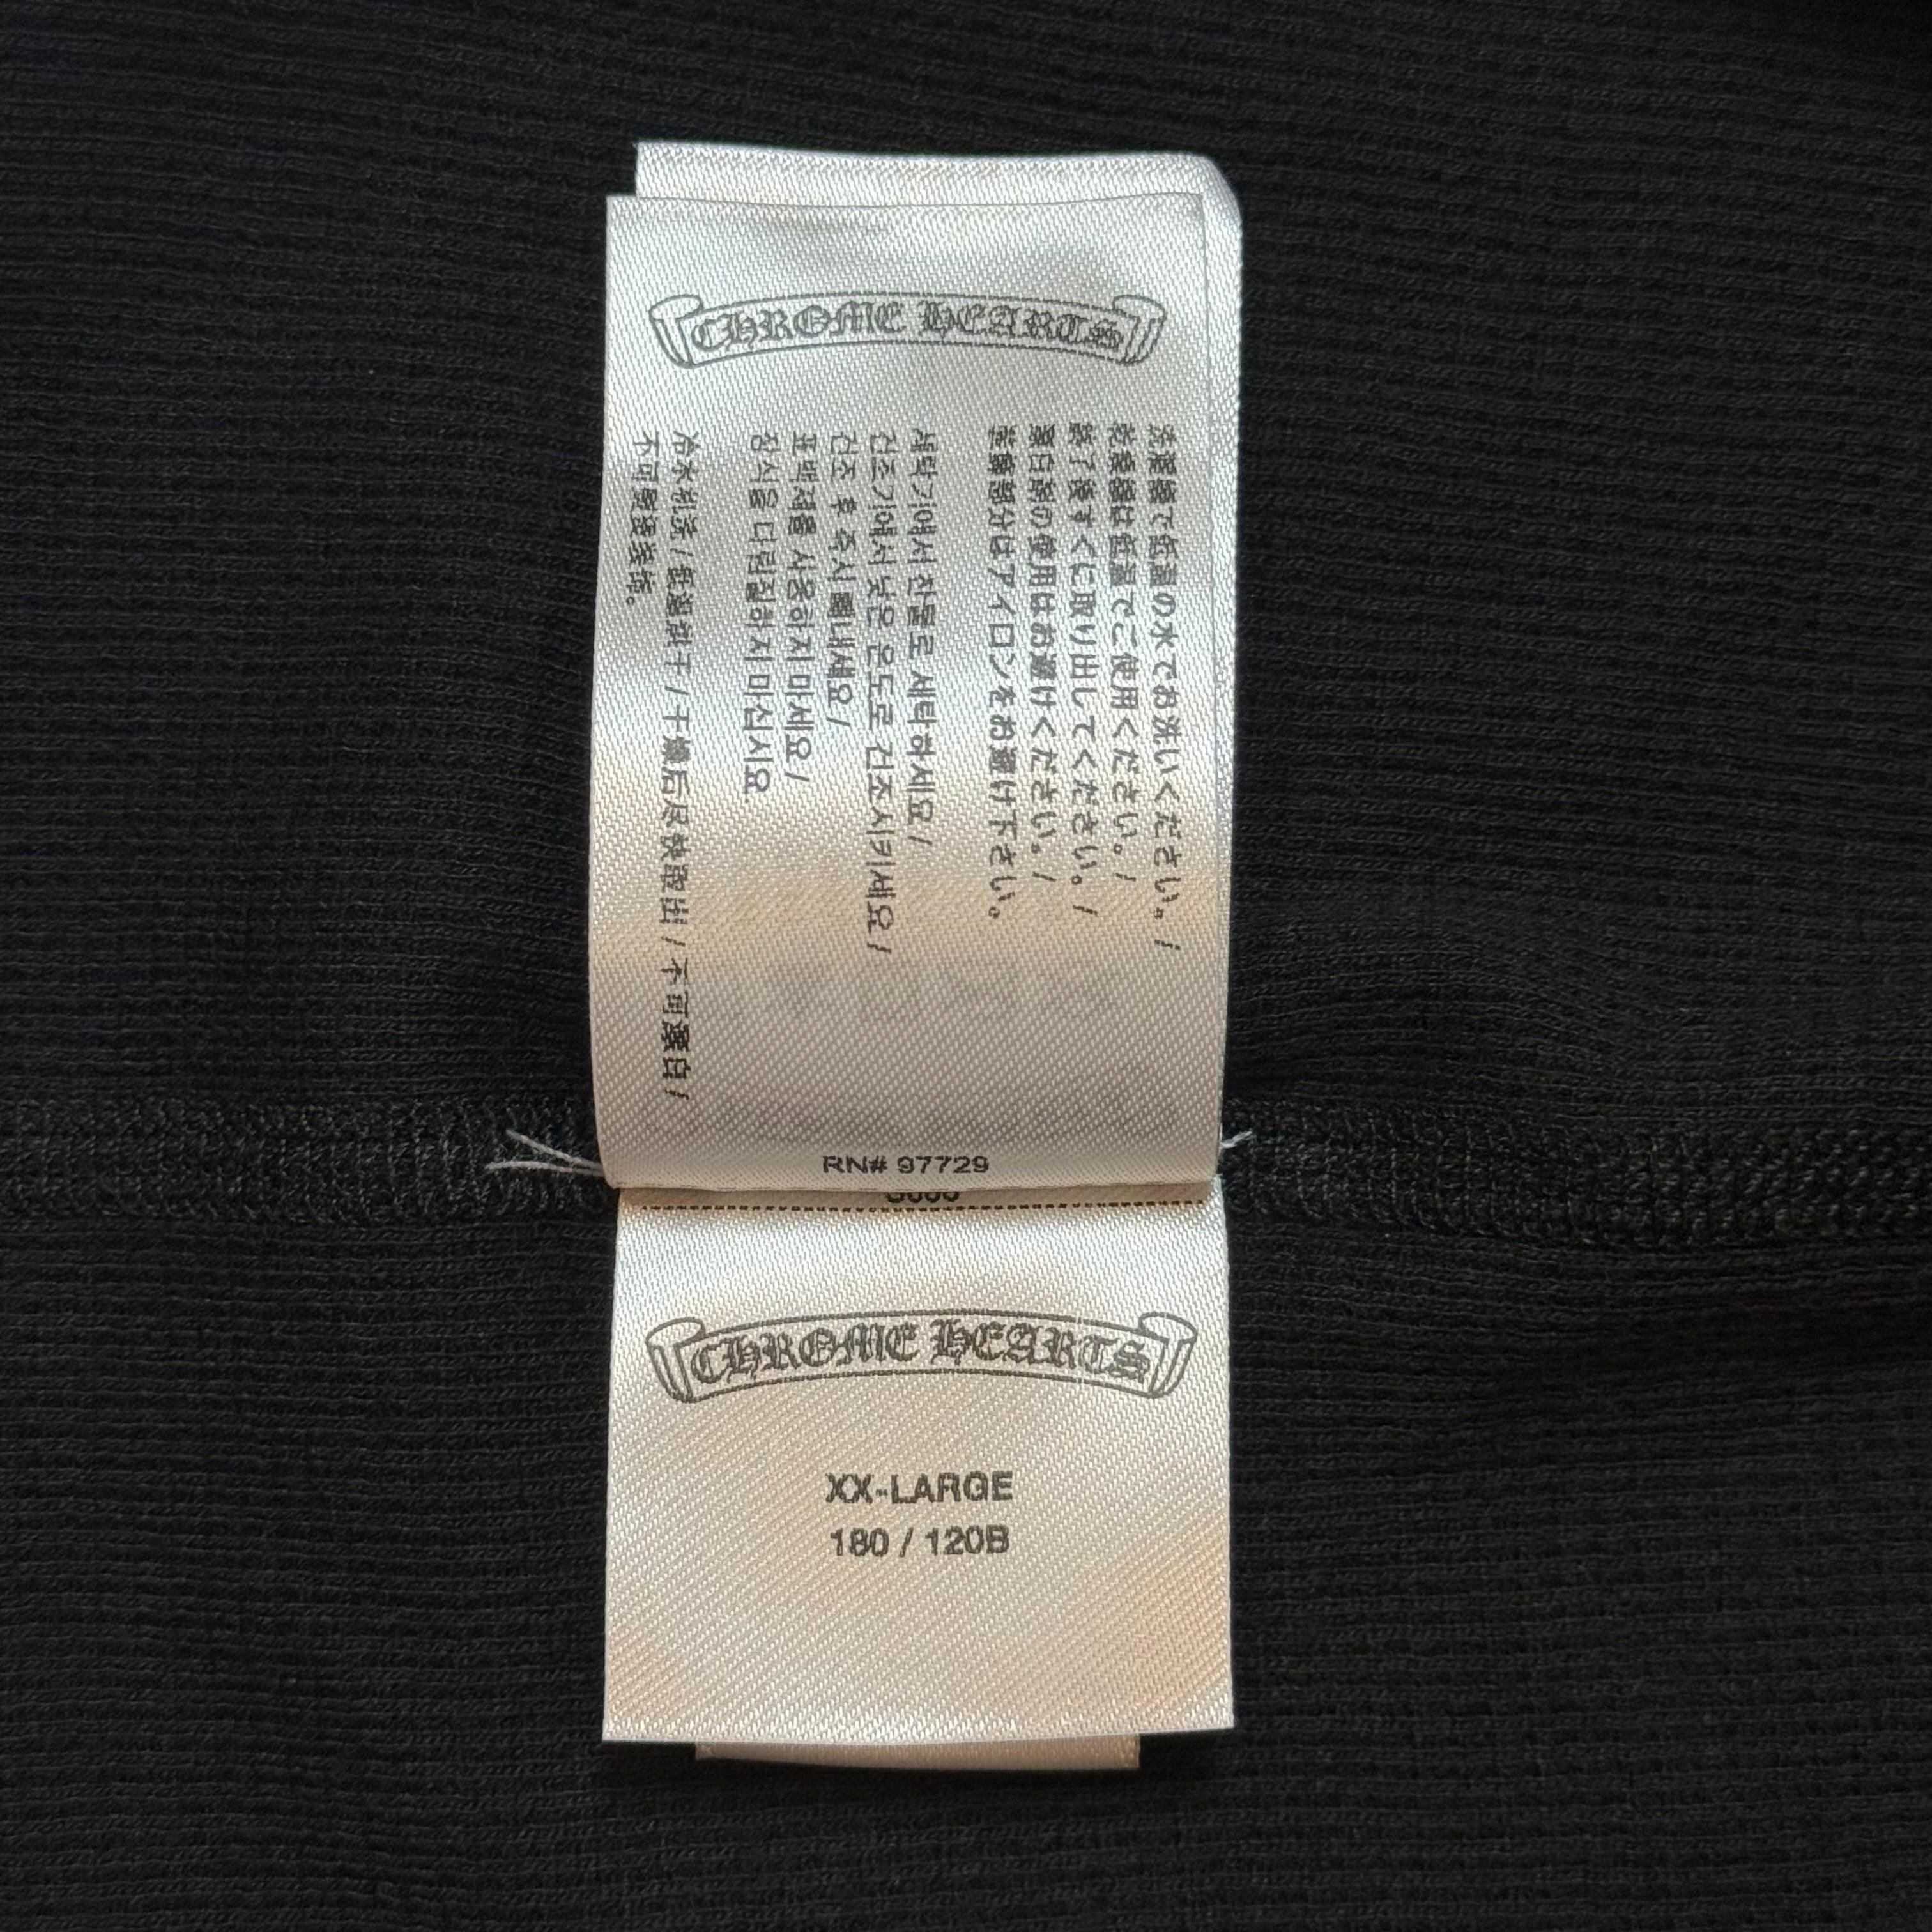 CHROME HEARTS
洗濯機で低温の水でお洗いください。/
乾燥機は低温でご使用ください。/
終了後すぐに取り出してください。/
漂白剤の使用はお避けください。/
装飾部分はアイロンをお避け下さい。
세탁기에서 찬물로 세탁하세요/
건조기에서 낮은 온도로 건조시키세요/
건조 후 즉시 꺼내세요/
표백제를 사용하지 마세요/
장식을 다림질하지 마십시요.
冷水机洗 / 低温烘干 / 干燥后尽快取出 / 不可漂白 /
不可熨烫装饰。
RN# 97729
CHROME HEARTS
XX-LARGE
180 / 120B